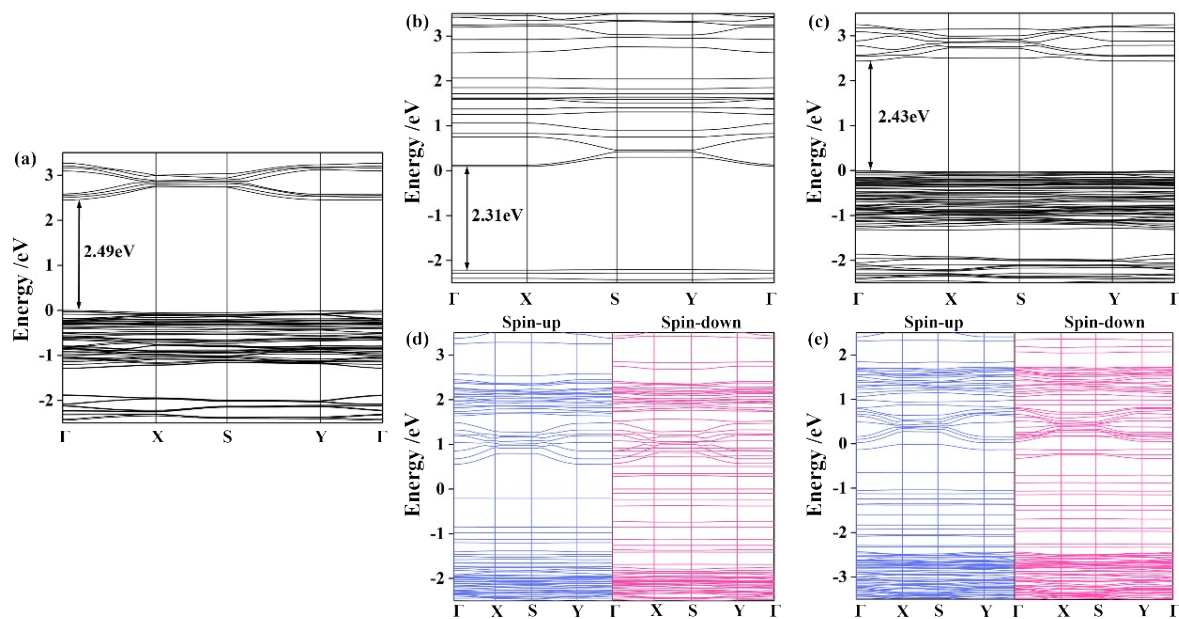 (a)
Energy /eV
3
2
1
0
-1
-2
2.49eV
Γ X S Y Γ
(b)
Energy /eV
3
2
1
0
-1
-2
2.31eV
Γ X S Y Γ
(c)
Energy /eV
3
2
1
0
-1
-2
2.43eV
Γ X S Y Γ
(d)
Spin-up Spin-down
Energy /eV
3
2
1
0
-1
-2
Γ X S Y Γ X S Y Γ
(e)
Spin-up Spin-down
Energy /eV
2
1
0
-1
-2
-3
Γ X S Y Γ X S Y Γ